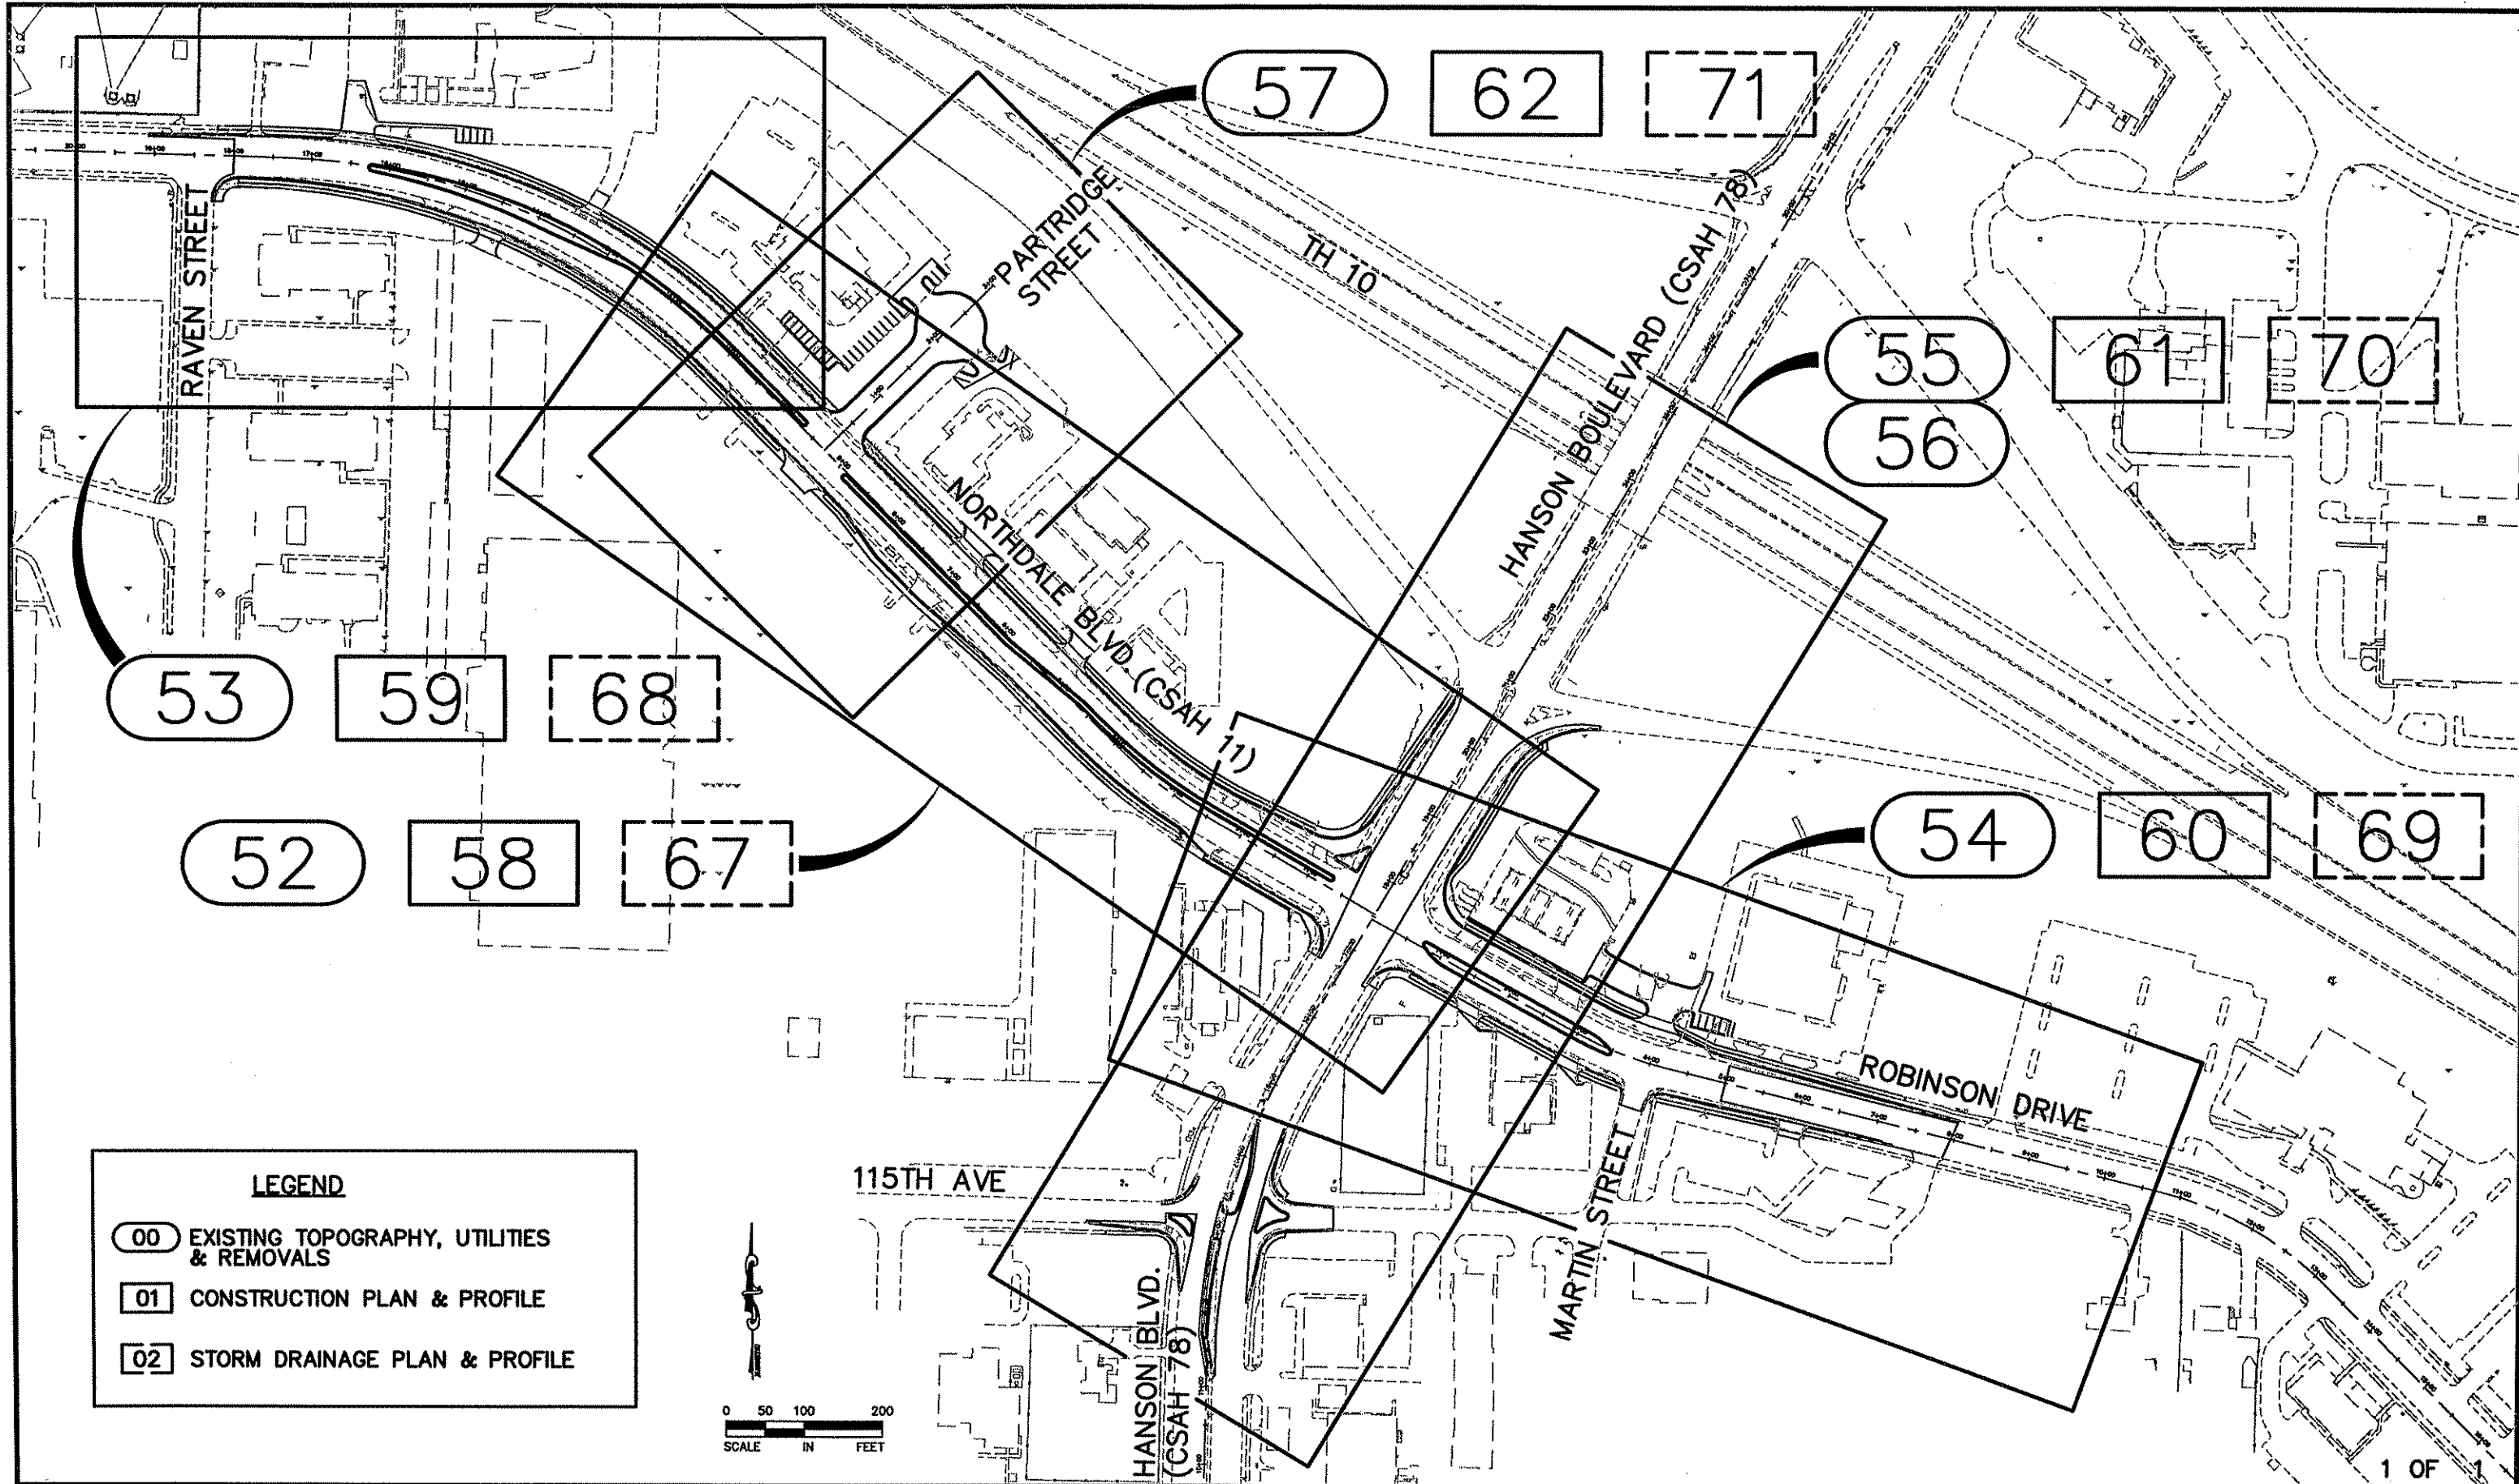 57 62 71
PARTRIDGE
STREET
TH 10
HANSON BOULEVARD (CSAH 78)
RAVEN STREET
55 61 70
56
NORTHDALE BLVD. (CSAH 11)
53 59 68
52 58 67
54 60 69
ROBINSON DRIVE
115TH AVE
MARTIN STREET
HANSON BLVD.
(CSAH 78)
LEGEND
00 EXISTING TOPOGRAPHY, UTILITIES
& REMOVALS
01 CONSTRUCTION PLAN & PROFILE
02 STORM DRAINAGE PLAN & PROFILE
0 50 100 200
SCALE IN FEET
1 OF 1